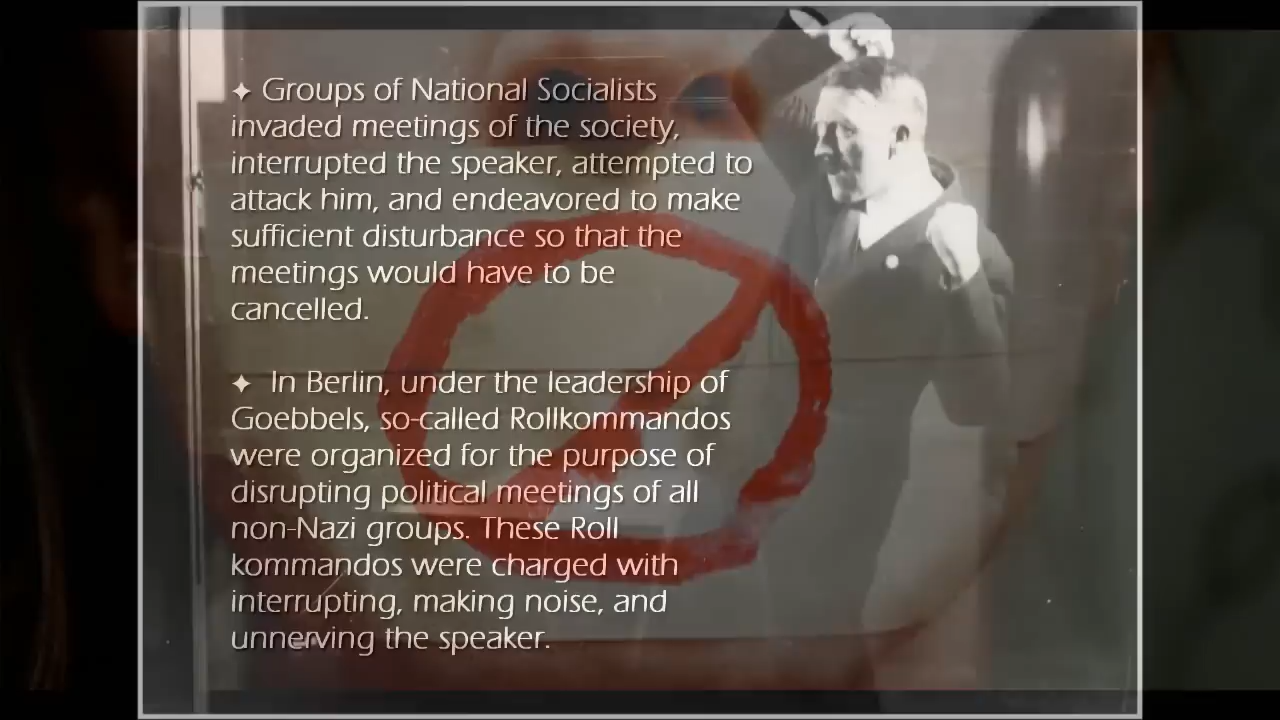 ✦ Groups of National Socialists
invaded meetings of the society,
interrupted the speaker, attempted to
attack him, and endeavored to make
sufficient disturbance so that the
meetings would have to be
cancelled.
✦ In Berlin, under the leadership of
Goebbels, so-called Rollkommandos
were organized for the purpose of
disrupting political meetings of all
non-Nazi groups. These Roll
kommandos were charged with
interrupting, making noise, and
unnerving the speaker.